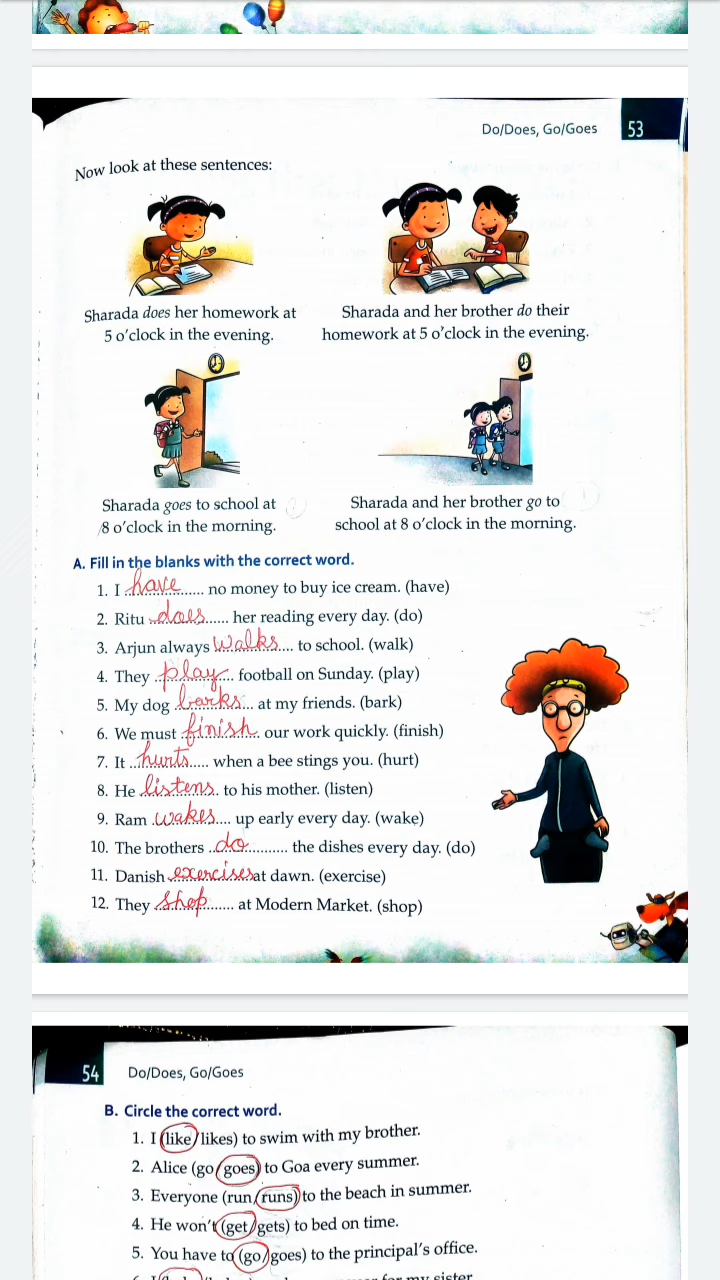 Do/Does, Go/Goes 53
Now look at these sentences:
Sharada does her homework at
5 o'clock in the evening.
Sharada and her brother do their
homework at 5 o'clock in the evening.
Sharada goes to school at
8 o'clock in the morning.
Sharada and her brother go to
school at 8 o'clock in the morning.
A. Fill in the blanks with the correct word.
1. I have no money to buy ice cream. (have)
2. Ritu does her reading every day. (do)
3. Arjun always walks to school. (walk)
4. They play football on Sunday. (play)
5. My dog barks at my friends. (bark)
6. We must finish our work quickly. (finish)
7. It hurts when a bee stings you. (hurt)
8. He listens to his mother. (listen)
9. Ram wakes up early every day. (wake)
10. The brothers do the dishes every day. (do)
11. Danish exercises at dawn. (exercise)
12. They shop at Modern Market. (shop)
54 Do/Does, Go/Goes
B. Circle the correct word.
1. I (like/likes) to swim with my brother.
2. Alice (go/goes) to Goa every summer.
3. Everyone (run/runs) to the beach in summer.
4. He won't (get/gets) to bed on time.
5. You have to (go/goes) to the principal's office.